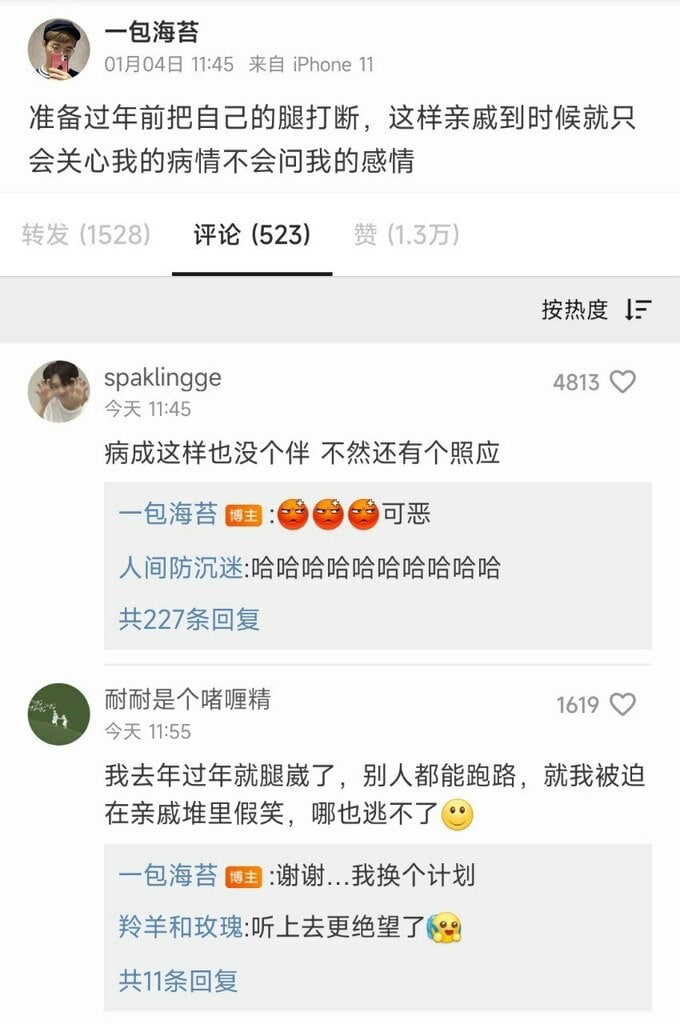 一包海苔
01月04日 11:45 来自 iPhone 11
准备过年前把自己的腿打断，这样亲戚到时候就只
会关心我的病情不会问我的感情
转发 (1528) 评论 (523) 赞 (1.3万)
按热度
spaklingge
4813
今天 11:45
病成这样也没个伴 不然还有个照应
一包海苔 博主 :😡😡😡可恶
人间防沉迷:哈哈哈哈哈哈哈哈哈哈
共227条回复
耐耐是个啫喱精
1619
今天 11:55
我去年过年就腿崴了，别人都能跑路，就我被迫
在亲戚堆里假笑，哪也逃不了🙂
一包海苔 博主 :谢谢...我换个计划
羚羊和玫瑰:听上去更绝望了🥲
共11条回复